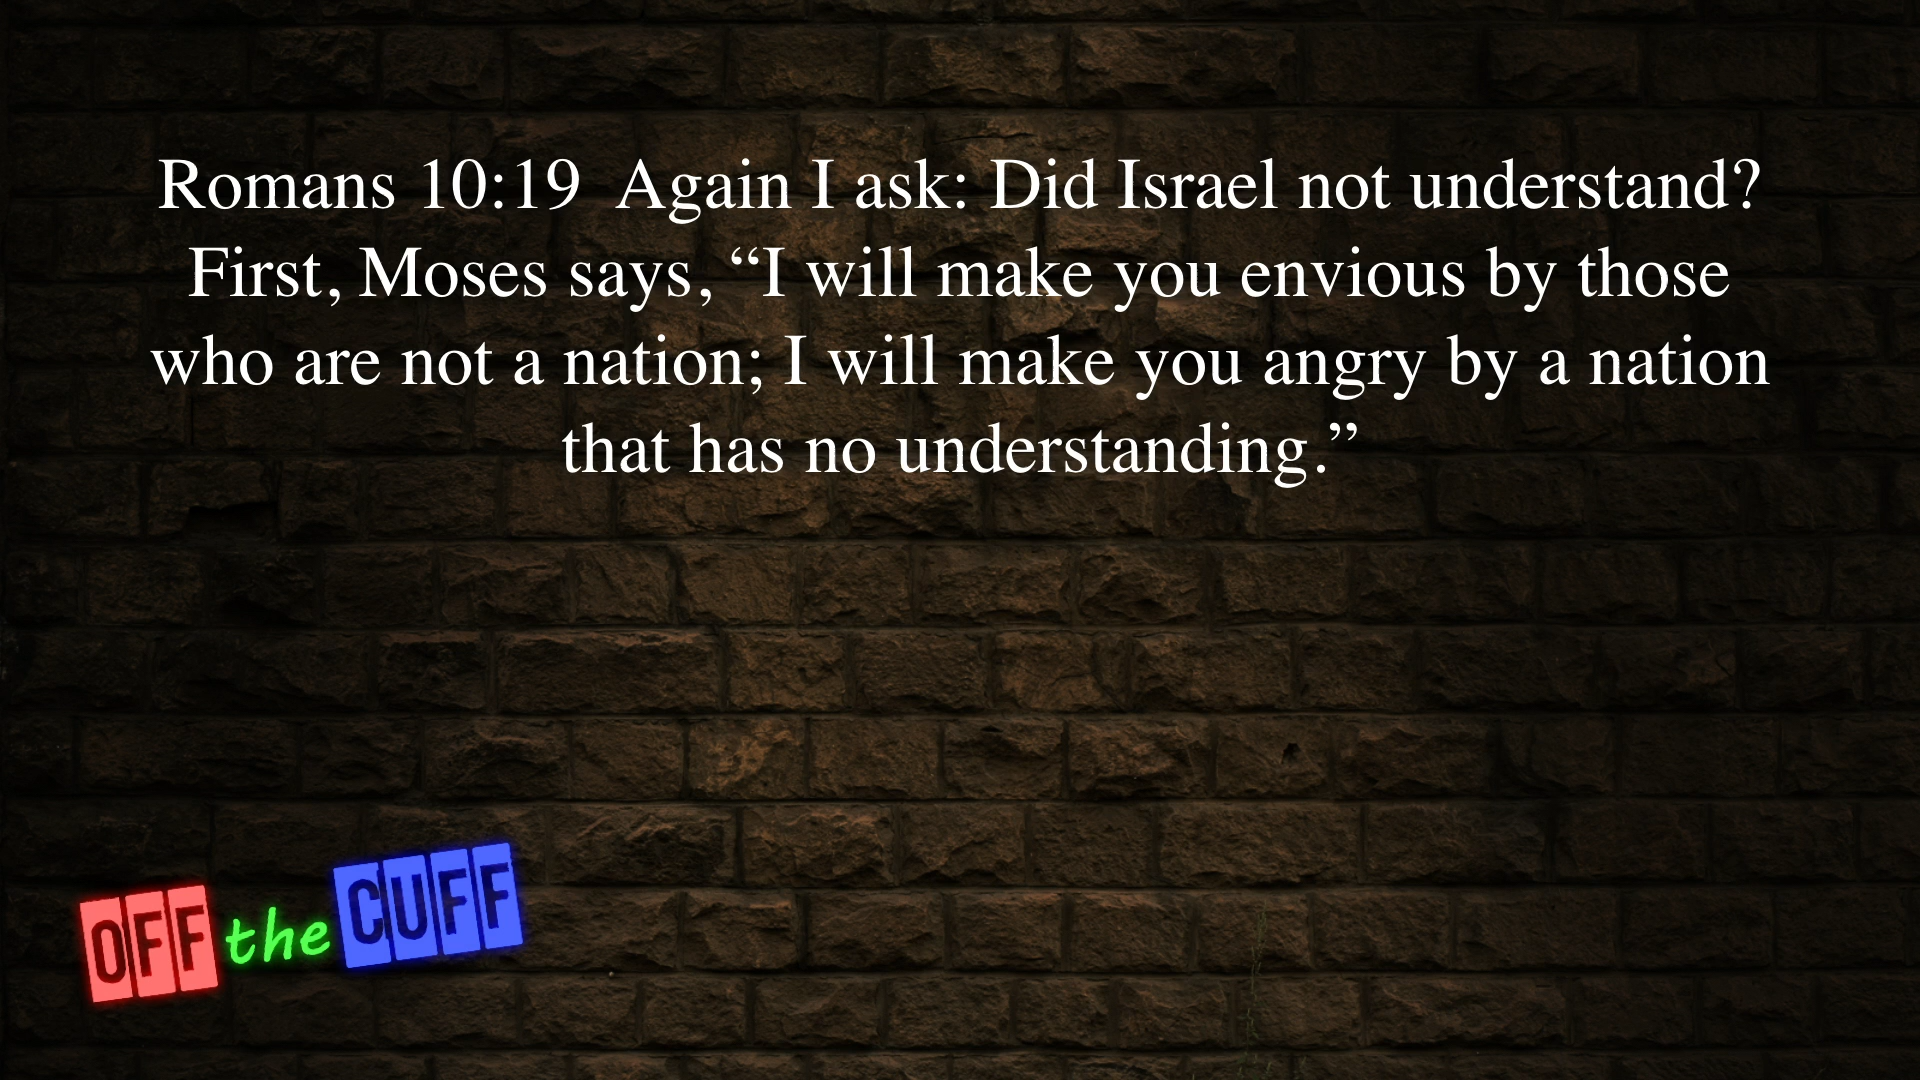 Romans 10:19  Again I ask: Did Israel not understand?
First, Moses says, “I will make you envious by those
who are not a nation; I will make you angry by a nation
that has no understanding.”
OFF the CUFF